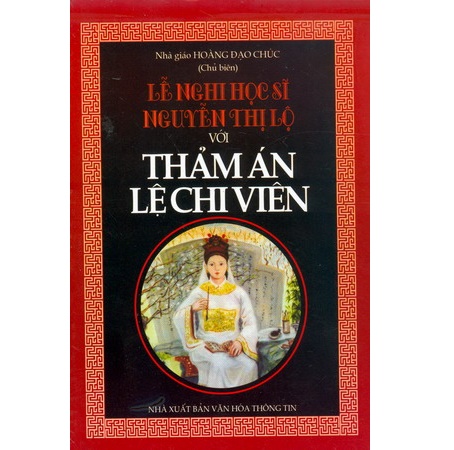 Nhà giáo HOÀNG ĐẠO CHÚC
(Chủ biên)
LỄ NGHI HỌC SĨ
NGUYỄN THỊ LỘ
VỚI
THẢM ÁN
LỆ CHI VIÊN
NHÀ XUẤT BẢN VĂN HÓA THÔNG TIN